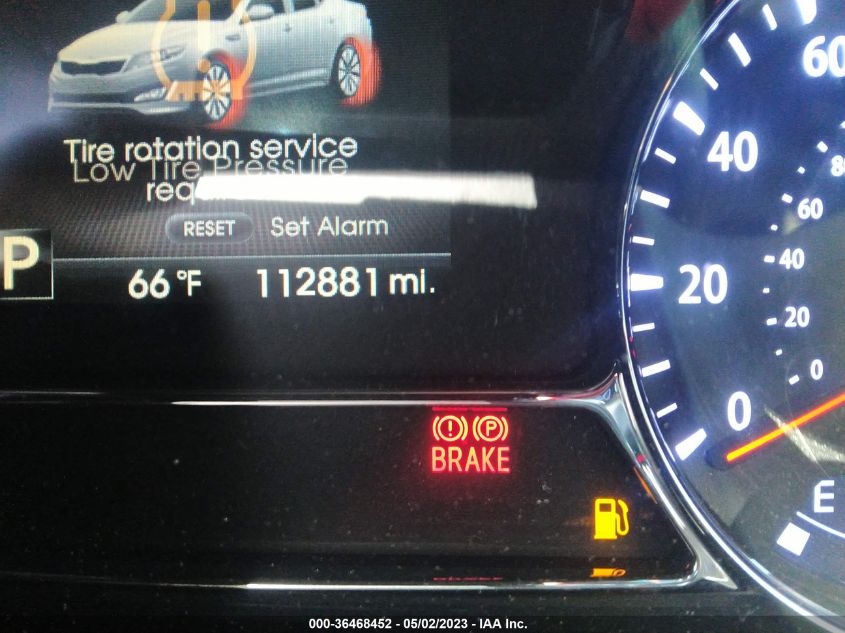 Tire rotation service
Low Tire Pressure
RESET Set Alarm
P 66°F 112881 mi.
60
40
20
0
80
60
40
20
0
(!) (P)
BRAKE
E
000-36468452 - 05/02/2023 - IAA Inc.